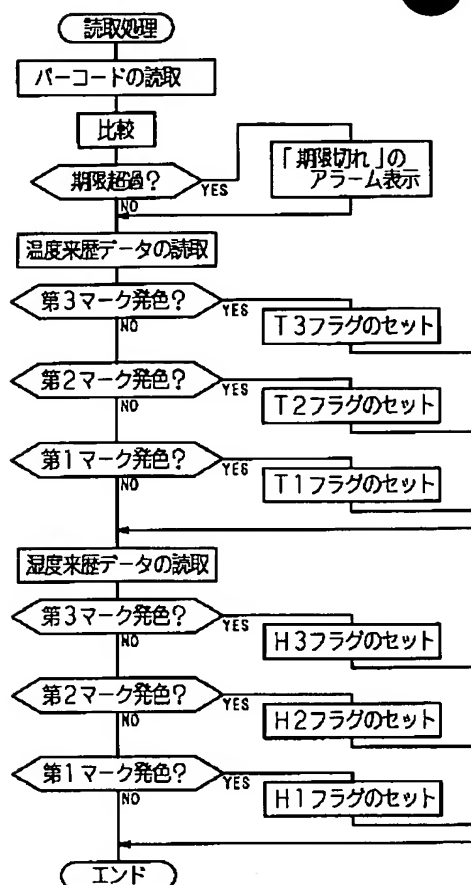 読取処理
バーコードの読取
比較
期限超過?
YES
「期限切れ」の
アラーム表示
NO
温度来歴データの読取
第3マーク発色?
YES
NO
T3フラグのセット
第2マーク発色?
YES
NO
T2フラグのセット
第1マーク発色?
YES
NO
T1フラグのセット
湿度来歴データの読取
第3マーク発色?
YES
NO
H3フラグのセット
第2マーク発色?
YES
NO
H2フラグのセット
第1マーク発色?
YES
NO
H1フラグのセット
エンド